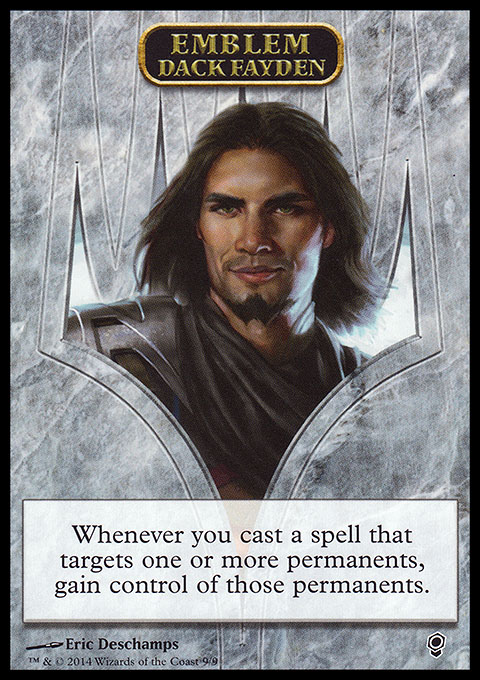 EMBLEM
DACK FAYDEN
Whenever you cast a spell that
targets one or more permanents,
gain control of those permanents.
Eric Deschamps
™ & © 2014 Wizards of the Coast 9/9